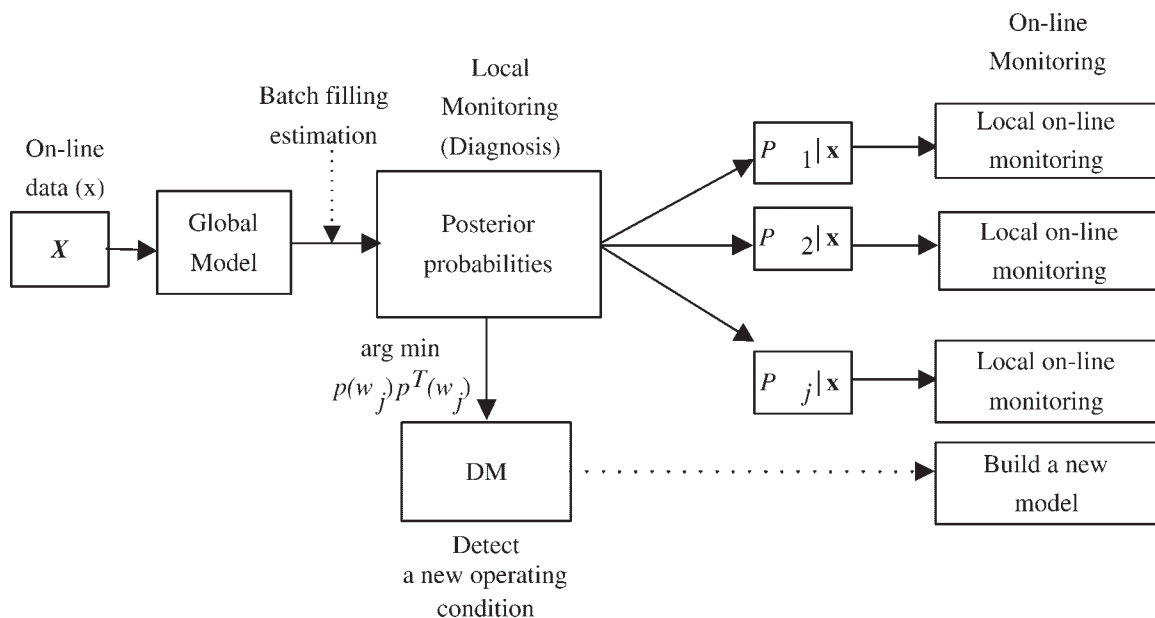 On-line
data (x)
X
Global
Model
Batch filling
estimation
Local
Monitoring
(Diagnosis)
Posterior
probabilities
arg min
p(w_j)p^T(w_j)
DM
Detect
a new operating
condition
P 1|x
P 2|x
P j|x
On-line
Monitoring
Local on-line
monitoring
Local on-line
monitoring
Local on-line
monitoring
Build a new
model